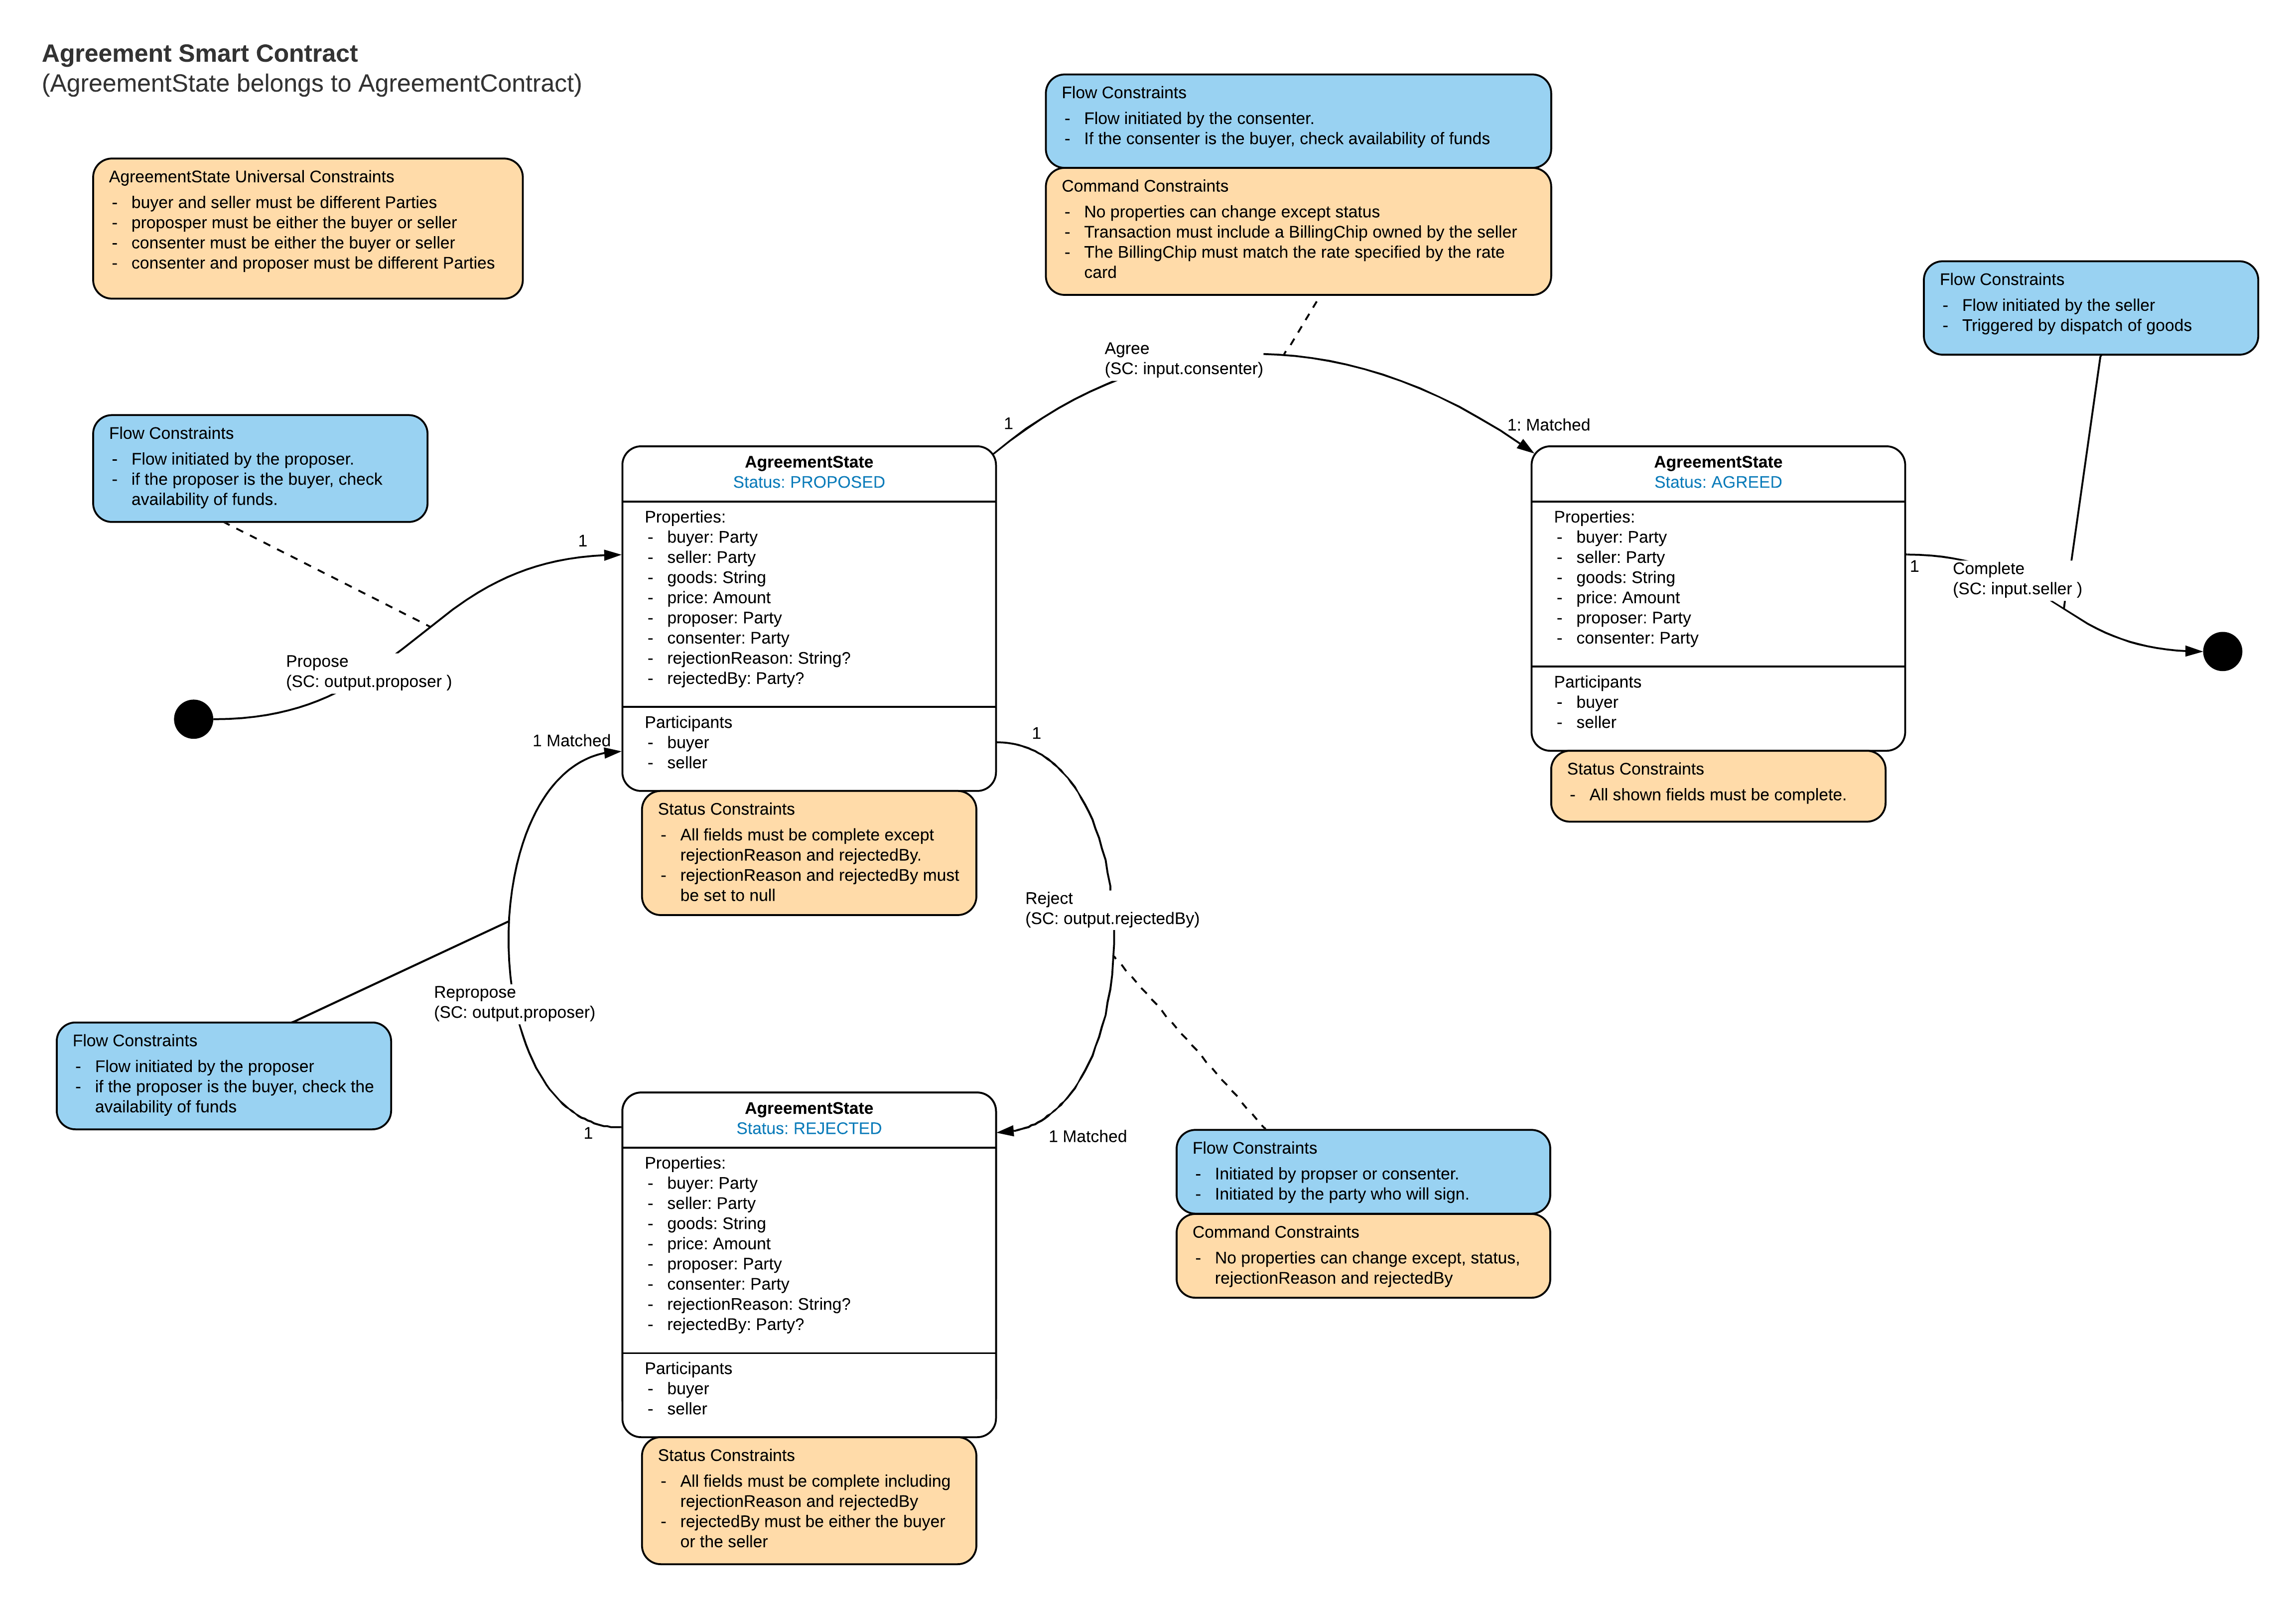 Agreement Smart Contract
(AgreementState belongs to AgreementContract)
AgreementState Universal Constraints
- buyer and seller must be different Parties
- proposper must be either the buyer or seller
- consenter must be either the buyer or seller
- consenter and proposer must be different Parties
Flow Constraints
- Flow initiated by the consenter.
- If the consenter is the buyer, check availability of funds
Command Constraints
- No properties can change except status
- Transaction must include a BillingChip owned by the seller
- The BillingChip must match the rate specified by the rate
card
Flow Constraints
- Flow initiated by the seller
- Triggered by dispatch of goods
Agree
(SC: input.consenter)
1
1: Matched
Flow Constraints
- Flow initiated by the proposer.
- if the proposer is the buyer, check
availability of funds.
1
Propose
(SC: output.proposer )
AgreementState
Status: PROPOSED
Properties:
- buyer: Party
- seller: Party
- goods: String
- price: Amount
- proposer: Party
- consenter: Party
- rejectionReason: String?
- rejectedBy: Party?
Participants
- buyer
- seller
Status Constraints
- All fields must be complete except
rejectionReason and rejectedBy.
- rejectionReason and rejectedBy must
be set to null
AgreementState
Status: AGREED
Properties:
- buyer: Party
- seller: Party
- goods: String
- price: Amount
- proposer: Party
- consenter: Party
Participants
- buyer
- seller
Status Constraints
- All shown fields must be complete.
1
Complete
(SC: input.seller )
1 Matched
1
Reject
(SC: output.rejectedBy)
Repropose
(SC: output.proposer)
Flow Constraints
- Flow initiated by the proposer
- if the proposer is the buyer, check the
availability of funds
1
1 Matched
AgreementState
Status: REJECTED
Properties:
- buyer: Party
- seller: Party
- goods: String
- price: Amount
- proposer: Party
- consenter: Party
- rejectionReason: String?
- rejectedBy: Party?
Participants
- buyer
- seller
Status Constraints
- All fields must be complete including
rejectionReason and rejectedBy
- rejectedBy must be either the buyer
or the seller
Flow Constraints
- Initiated by propser or consenter.
- Initiated by the party who will sign.
Command Constraints
- No properties can change except, status,
rejectionReason and rejectedBy